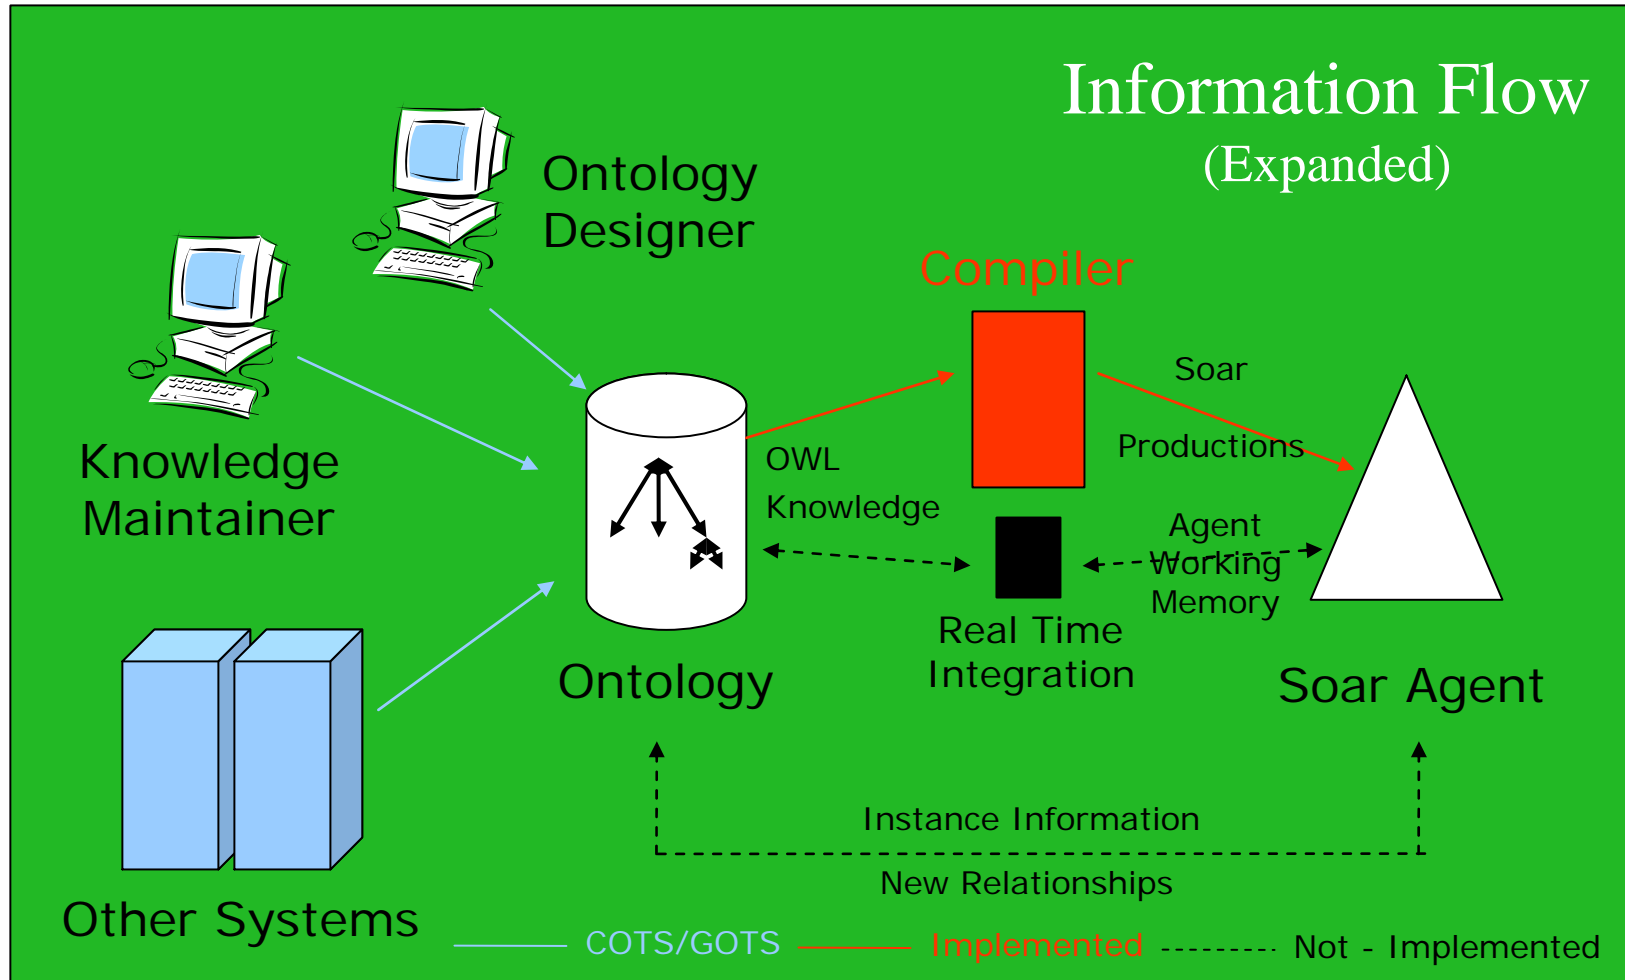 Information Flow
(Expanded)
Ontology
Designer
Compiler
Knowledge
Maintainer
OWL
Knowledge
Soar
Productions
Agent
Working
Memory
Real Time
Integration
Ontology
Soar Agent
Other Systems
Instance Information
New Relationships
COTS/GOTS
Implemented
Not - Implemented